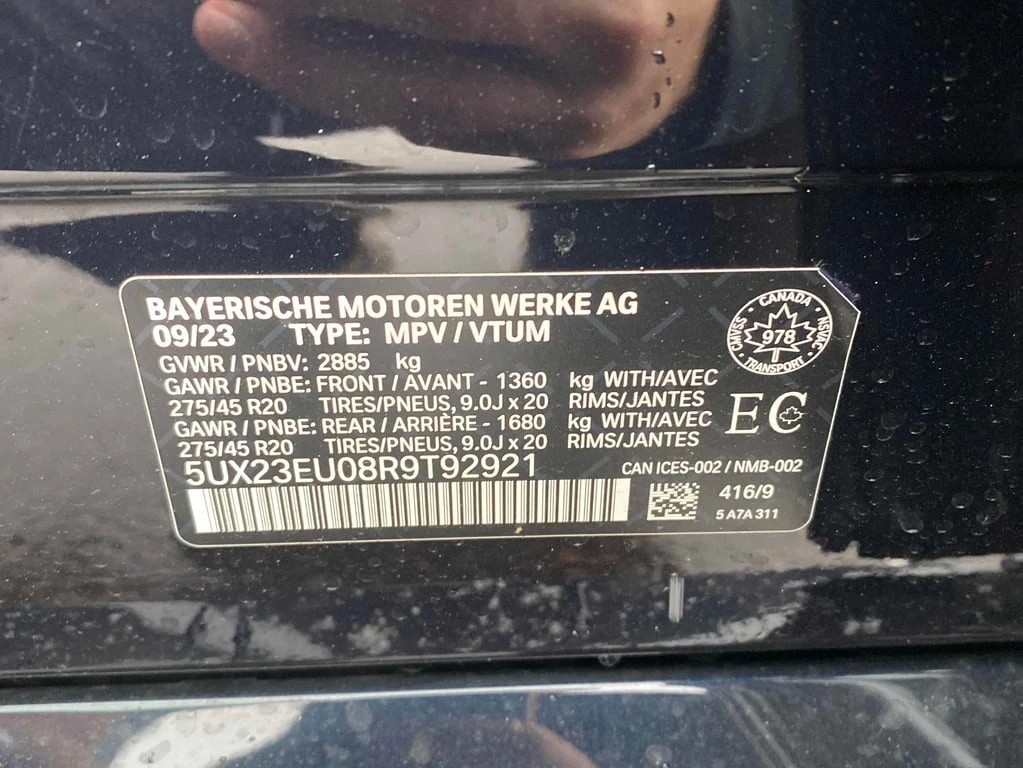 BAYERISCHE MOTOREN WERKE AG
09/23 TYPE: MPV / VTUM
GVWR / PNBV: 2885 kg
GAWR / PNBE: FRONT / AVANT - 1360 kg WITH/AVEC
275/45 R20 TIRES/PNEUS, 9.0J x 20 RIMS/JANTES
GAWR / PNBE: REAR / ARRIÈRE - 1680 kg WITH/AVEC
275/45 R20 TIRES/PNEUS, 9.0J x 20 RIMS/JANTES
5UX23EU08R9T92921
CANADA
CMVSS 978 NSVAC
TRANSPORT
EC
CAN ICES-002 / NMB-002
416/9
5 A7A 311